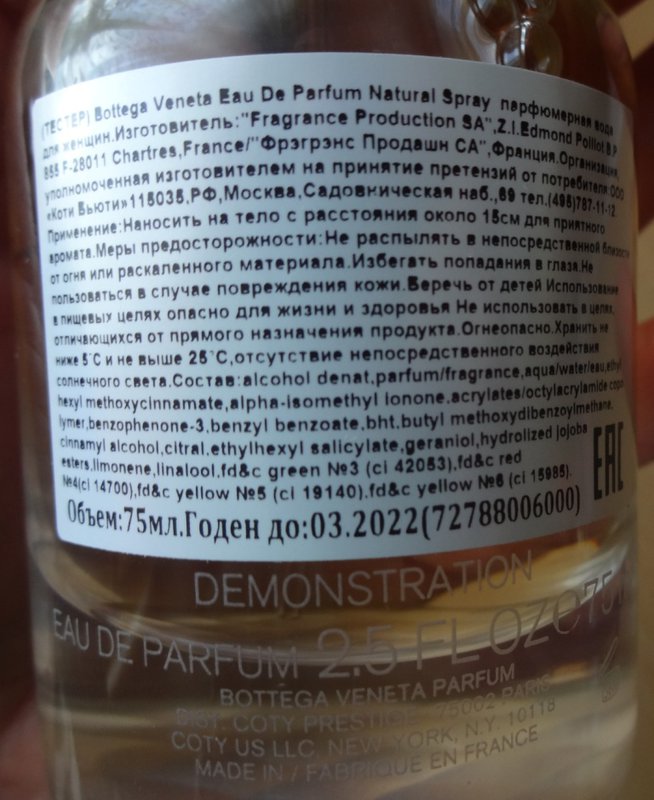 (ТЕСТЕР) Bottega Veneta Eau De Parfum Natural Spray парфюмерная вода
для женщин.Изготовитель:"Fragrance Production SA",Z.I.Edmond Poillot B.P.
855 F-28011 Chartres,France/"Фрэгрэнс Продашн СА",Франция.Организация,
уполномоченная изготовителем на принятие претензий от потребителя:ООО
«Коти Бьюти»115035,РФ,Москва,Садовническая наб.,69 тел.(495)787-11-12.
Применение:Наносить на тело с расстояния около 15см для приятного
аромата.Меры предосторожности:Не распылять в непосредственной близости
от огня или раскаленного материала.Избегать попадания в глаза.Не
пользоваться в случае повреждения кожи.Беречь от детей Использование
в пищевых целях опасно для жизни и здоровья Не использовать в целях,
отличающихся от прямого назначения продукта.Огнеопасно.Хранить не
ниже 5°С и не выше 25°С,отсутствие непосредственного воздействия
солнечного света.Состав:alcohol denat,parfum/fragrance,aqua/water/eau,ethyl
hexyl methoxycinnamate,alpha-isomethyl ionone,acrylates/octylacrylamide copo
lymer,benzophenone-3,benzyl benzoate,bht,butyl methoxydibenzoylmethane,
cinnamyl alcohol,citral,ethylhexyl salicylate,geraniol,hydrolized jojoba
esters,limonene,linalool,fd&c green №3 (ci 42053),fd&c red
№4(ci 14700),fd&c yellow №5 (ci 19140),fd&c yellow №6 (ci 15985).
EAC
Объем:75мл.Годен до:03.2022(72788006000)
DEMONSTRATION
EAU DE PARFUM 2.5 FL OZ 75
BOTTEGA VENETA PARFUM
DIST. COTY PRESTIGE 75002 PARIS
COTY US LLC, NEW YORK, N.Y. 10118
MADE IN / FABRIQUÉ EN FRANCE